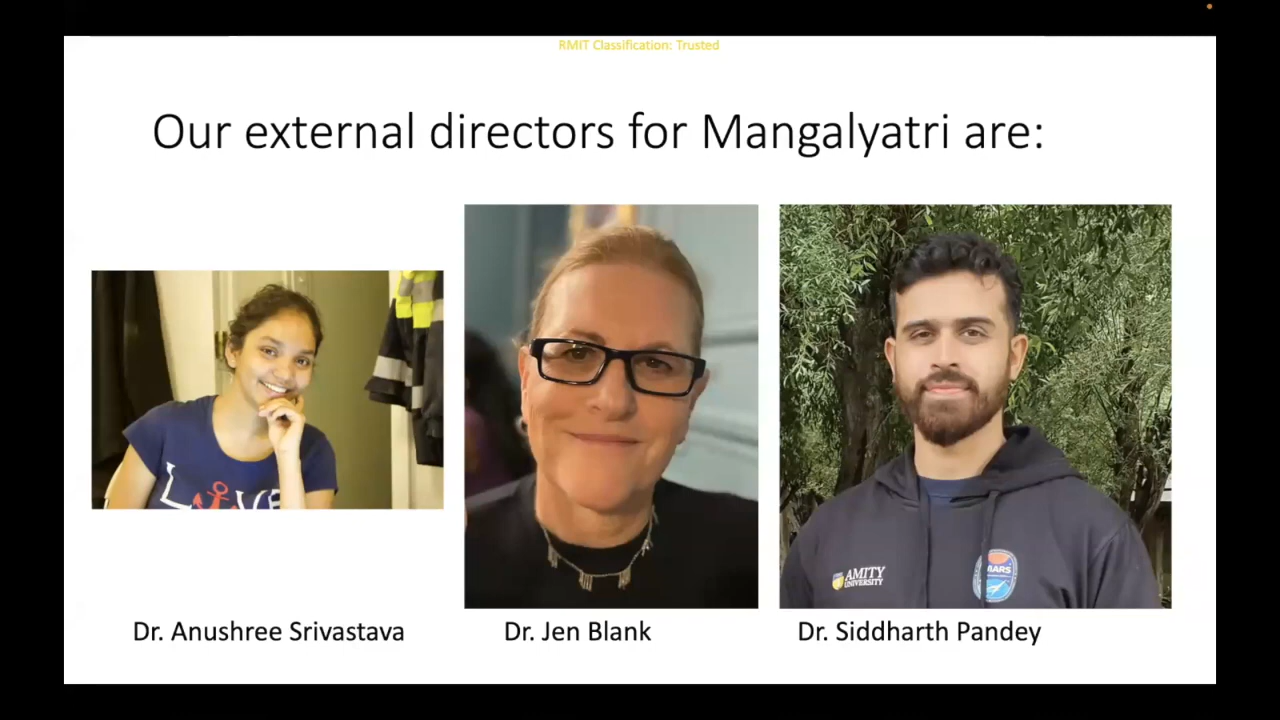 RMIT Classification: Trusted
Our external directors for Mangalyatri are:
AMITY
UNIVERSITY
Dr. Anushree Srivastava
Dr. Jen Blank
Dr. Siddharth Pandey